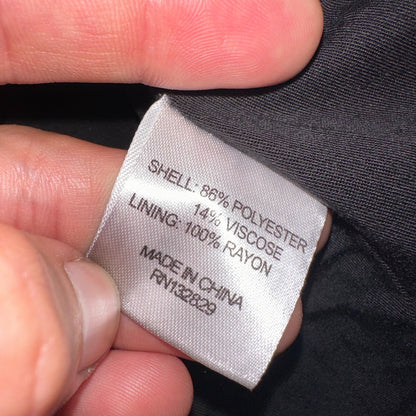 SHELL: 86% POLYESTER
14% VISCOSE
LINING: 100% RAYON
MADE IN CHINA
RN132829